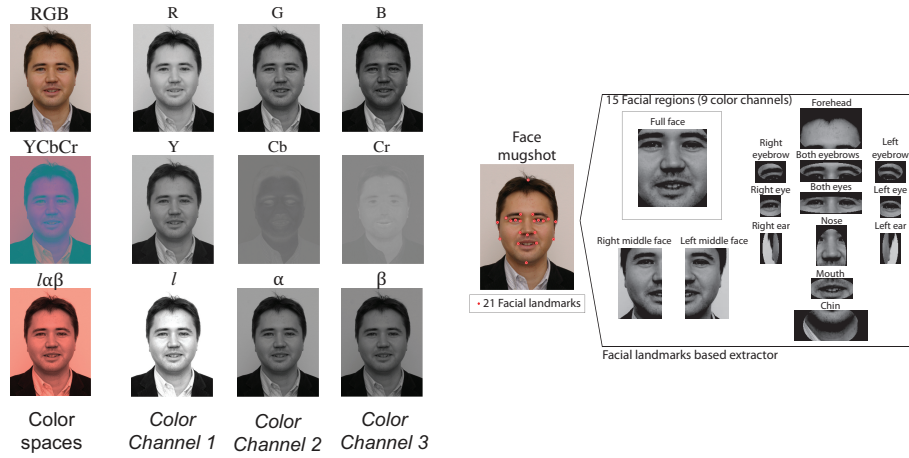 RGB
R
G
B
YCbCr
Y
Cb
Cr
lαβ
l
α
β
Color
spaces
Color
Channel 1
Color
Channel 2
Color
Channel 3
Face
mugshot
• 21 Facial landmarks
15 Facial regions (9 color channels)
Full face
Forehead
Right
eyebrow
Both eyebrows
Left
eyebrow
Right eye
Both eyes
Left eye
Right ear
Nose
Left ear
Right middle face
Left middle face
Mouth
Chin
Facial landmarks based extractor